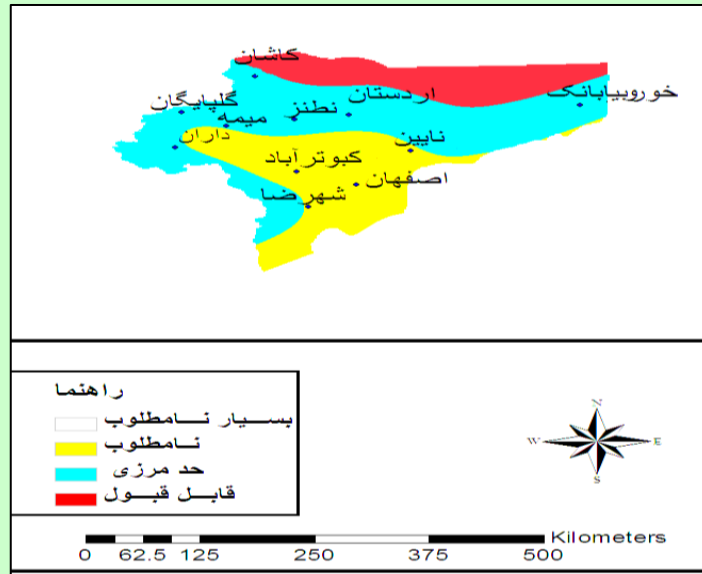 کاشان
خوروبیابانک
اردستان
گلپایگان
نطنز
میمه
داران
نایین
کبوترآباد
اصفهان
شهرضا
راهنما
بسیار نامطلوب
نامطلوب
حد مرزی
قابل قبول
N
W E
S
Kilometers
0 62.5 125 250 375 500